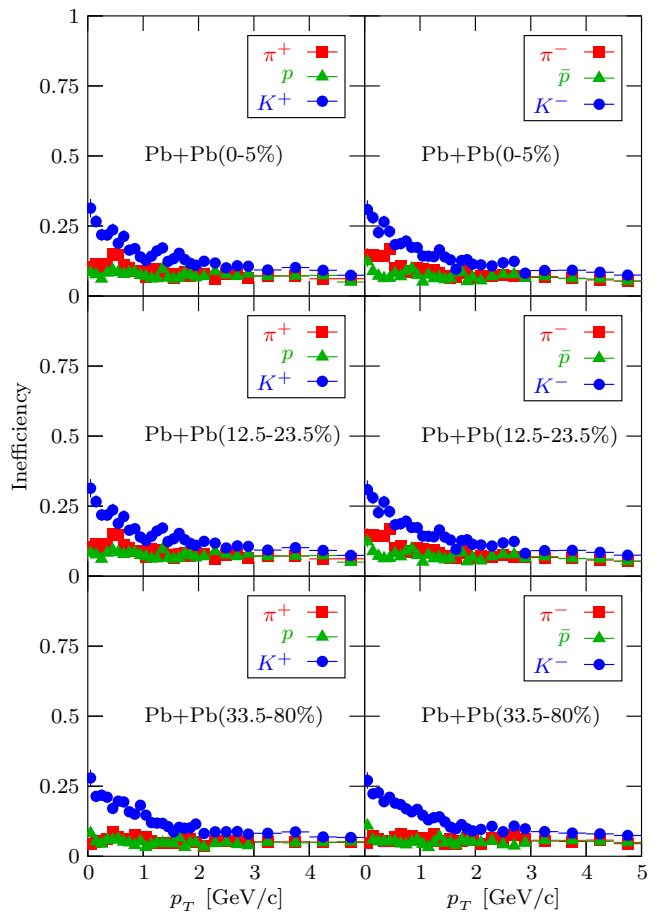 1
0.75
0.5
0.25
0
π⁺
p
K⁺
Pb+Pb(0-5%)
π⁻
p̄
K⁻
Pb+Pb(0-5%)
Inefficiency
0.75
0.5
0.25
0
π⁺
p
K⁺
Pb+Pb(12.5-23.5%)
π⁻
p̄
K⁻
Pb+Pb(12.5-23.5%)
0.75
0.5
0.25
0
π⁺
p
K⁺
Pb+Pb(33.5-80%)
π⁻
p̄
K⁻
Pb+Pb(33.5-80%)
0 1 2 3 4 0 1 2 3 4 5
p_T [GeV/c] p_T [GeV/c]